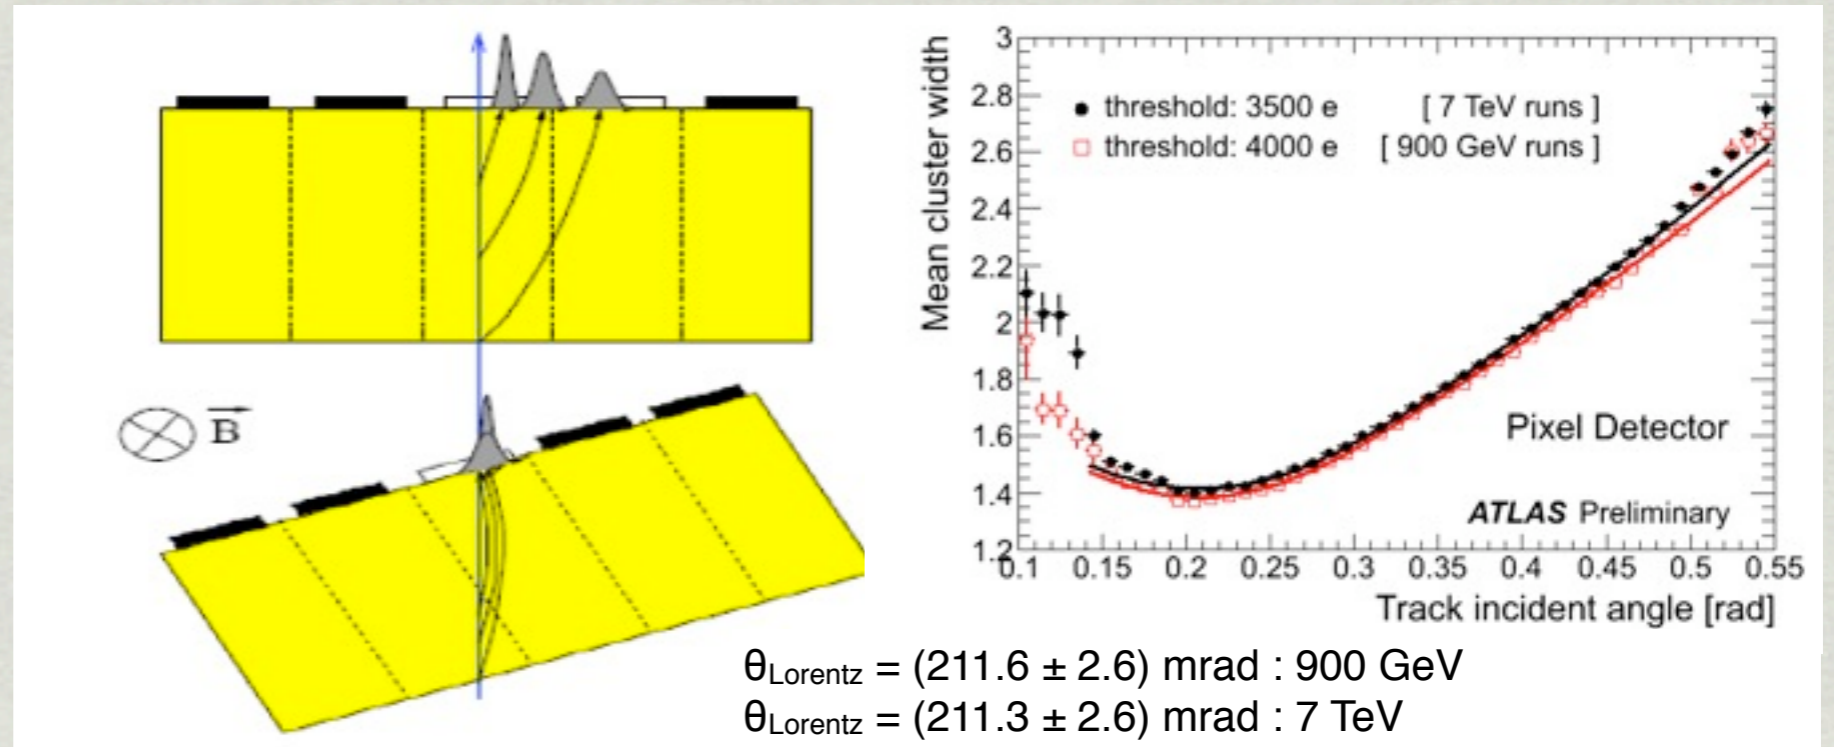 B
Mean cluster width
3
2.8
2.6
2.4
2.2
2
1.8
1.6
1.4
1.2
threshold: 3500 e [ 7 TeV runs ]
threshold: 4000 e [ 900 GeV runs ]
Pixel Detector
ATLAS Preliminary
0.1 0.15 0.2 0.25 0.3 0.35 0.4 0.45 0.5 0.55
Track incident angle [rad]
θLorentz = (211.6 ± 2.6) mrad : 900 GeV
θLorentz = (211.3 ± 2.6) mrad : 7 TeV